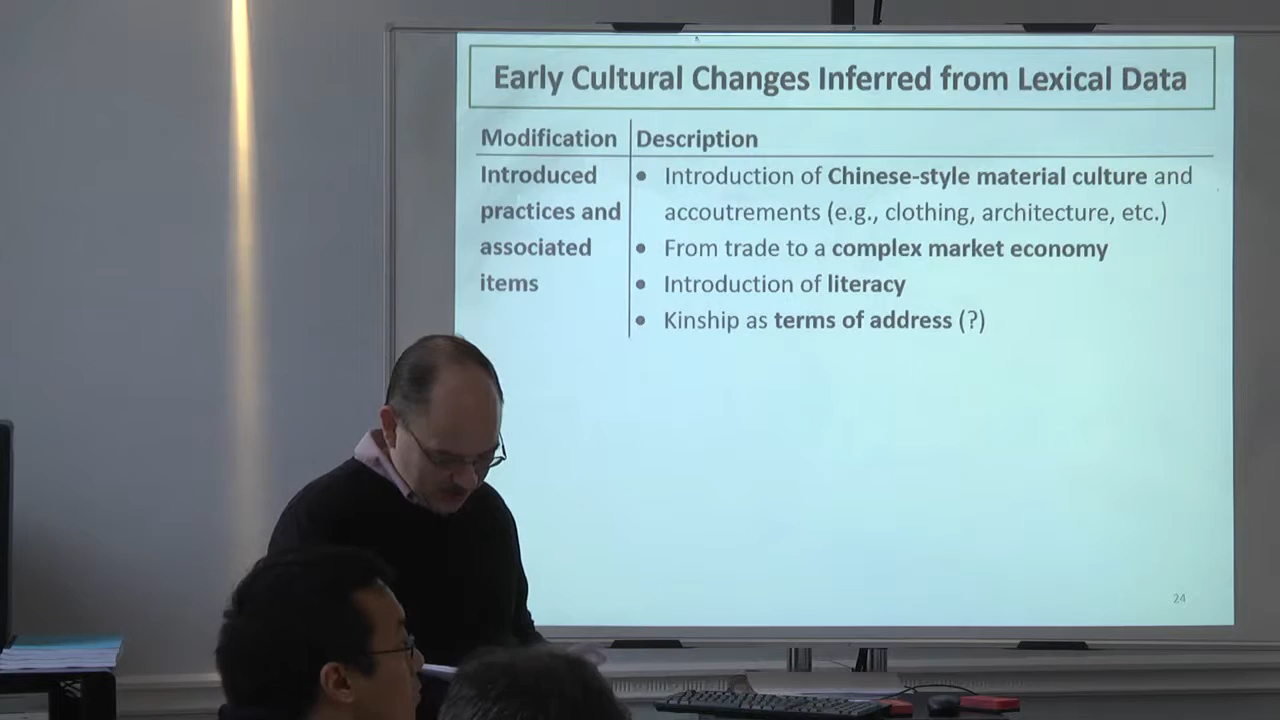 Early Cultural Changes Inferred from Lexical Data
Modification Description
Introduced
practices and
associated
items
• Introduction of Chinese-style material culture and
accoutrements (e.g., clothing, architecture, etc.)
• From trade to a complex market economy
• Introduction of literacy
• Kinship as terms of address (?)
24